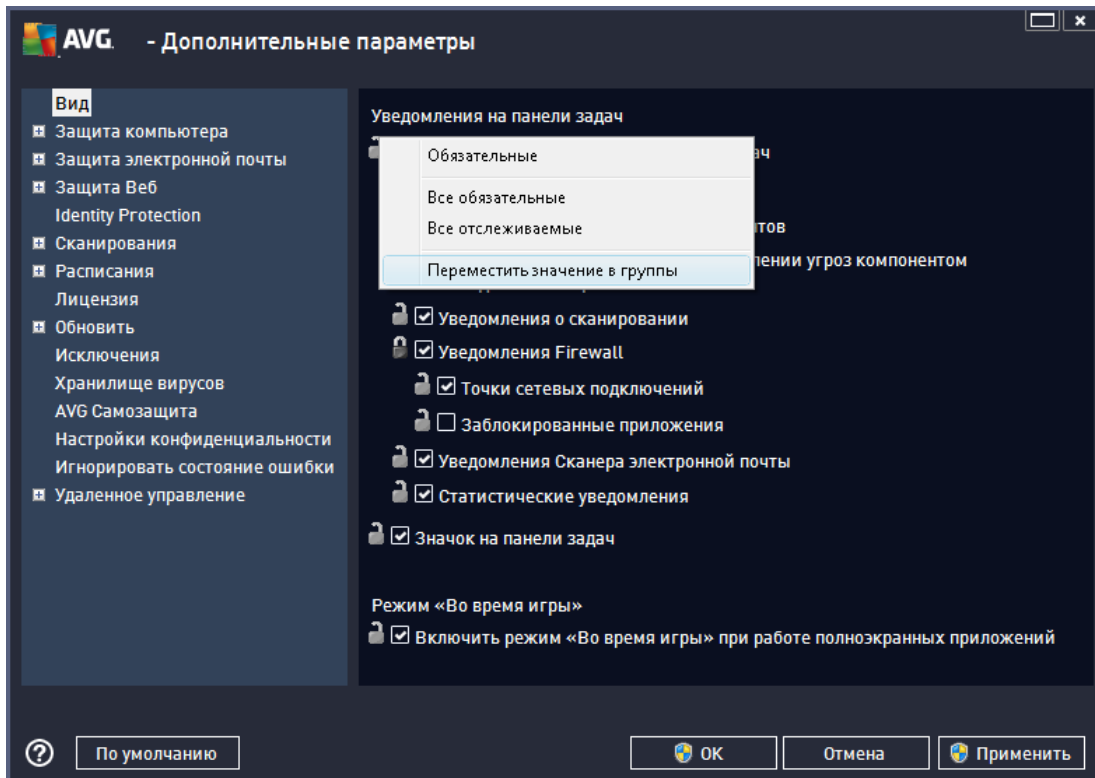 AVG. - Дополнительные параметры
Вид
Защита компьютера
Защита электронной почты
Защита Веб
Identity Protection
Сканирования
Расписания
Лицензия
Обновить
Исключения
Хранилище вирусов
AVG Самозащита
Настройки конфиденциальности
Игнорировать состояние ошибки
Удаленное управление
Уведомления на панели задач
Обязательные
Все обязательные
Все отслеживаемые
Переместить значение в группы
компонентом
угроз
Уведомления о сканировании
Уведомления Firewall
Точки сетевых подключений
Заблокированные приложения
Уведомления Сканера электронной почты
Статистические уведомления
Значок на панели задач
Режим «Во время игры»
Включить режим «Во время игры» при работе полноэкранных приложений
По умолчанию
OK
Отмена
Применить